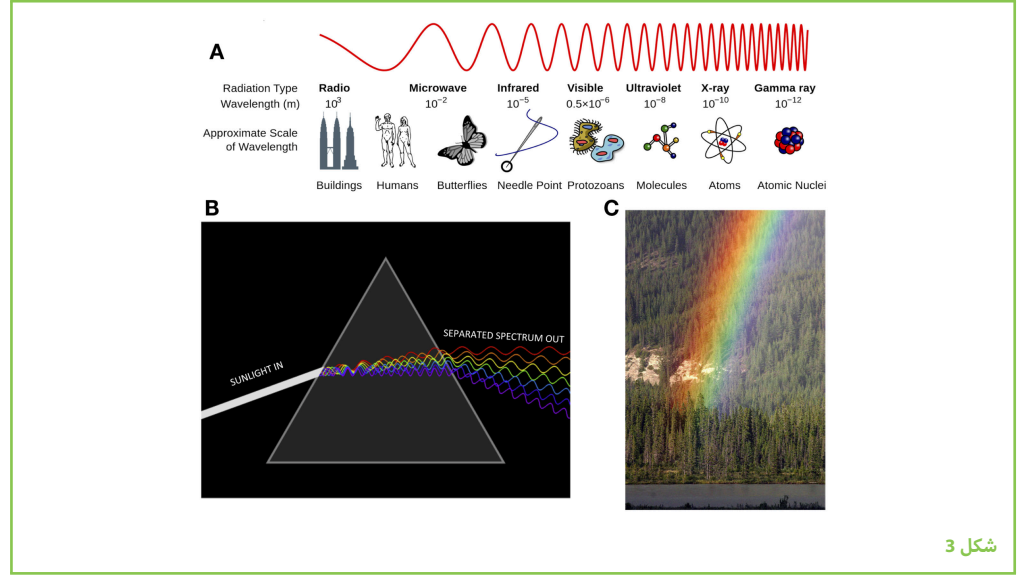 A
Radiation Type Radio Microwave Infrared Visible Ultraviolet X-ray Gamma ray
Wavelength (m) 10³ 10⁻² 10⁻⁵ 0.5×10⁻⁶ 10⁻⁸ 10⁻¹⁰ 10⁻¹²
Approximate Scale
of Wavelength
Buildings Humans Butterflies Needle Point Protozoans Molecules Atoms Atomic Nuclei
B
SUNLIGHT IN
SEPARATED SPECTRUM OUT
C
شكل 3